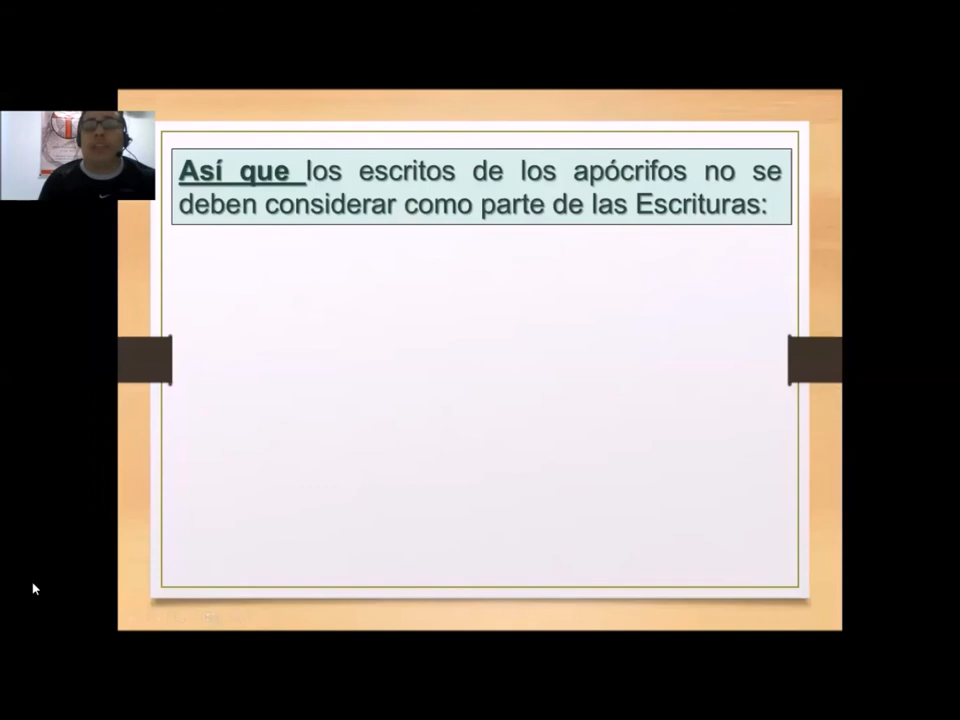 Así que los escritos de los apócrifos no se
deben considerar como parte de las Escrituras: